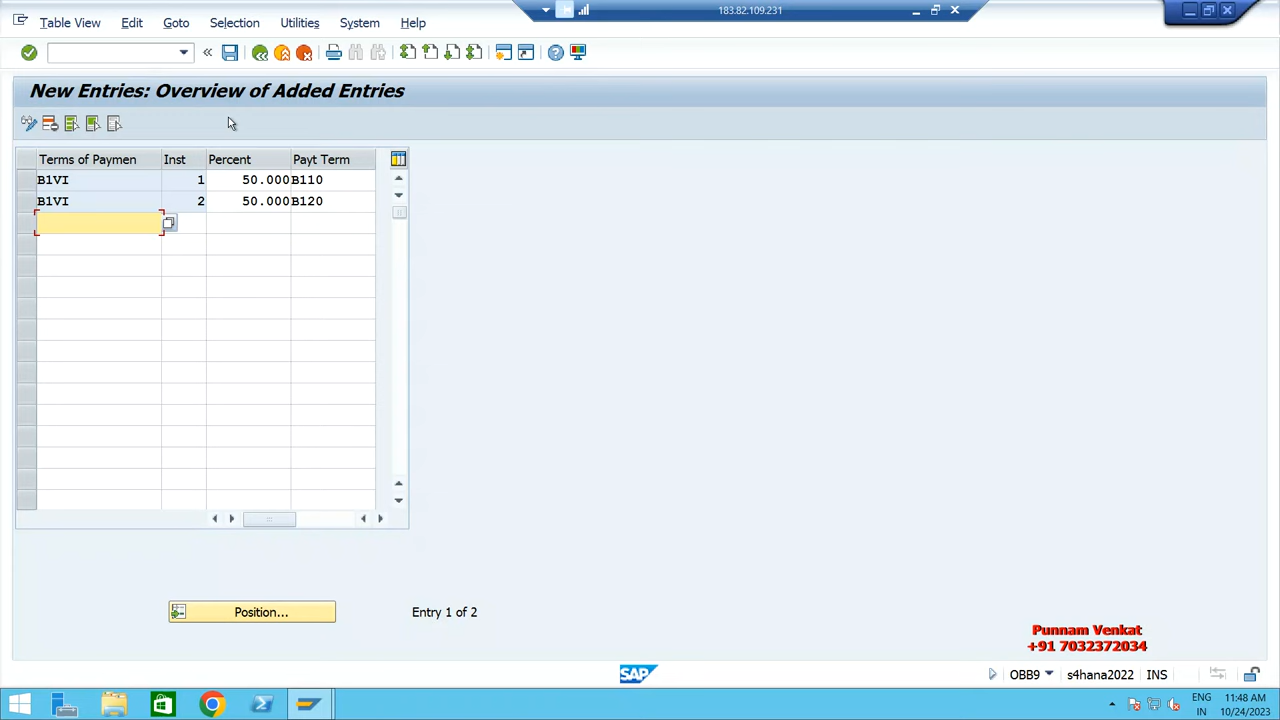 183.82.109.231
Table View Edit Goto Selection Utilities System Help
New Entries: Overview of Added Entries
Terms of Paymen Inst Percent Payt Term
B1VI 1 50.000 B110
B1VI 2 50.000 B120
Position... Entry 1 of 2
Punnam Venkat
+91 7032372034
SAP OBB9 s4hana2022 INS
ENG 11:48 AM
IN 10/24/2023